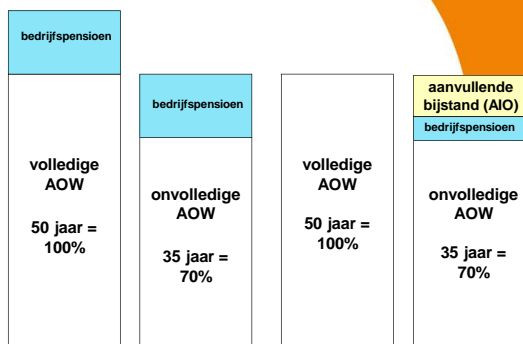 bedrijfspensioen
volledige
AOW
50 jaar =
100%
bedrijfspensioen
onvolledige
AOW
35 jaar =
70%
volledige
AOW
50 jaar =
100%
aanvullende
bijstand (AIO)
bedrijfspensioen
onvolledige
AOW
35 jaar =
70%